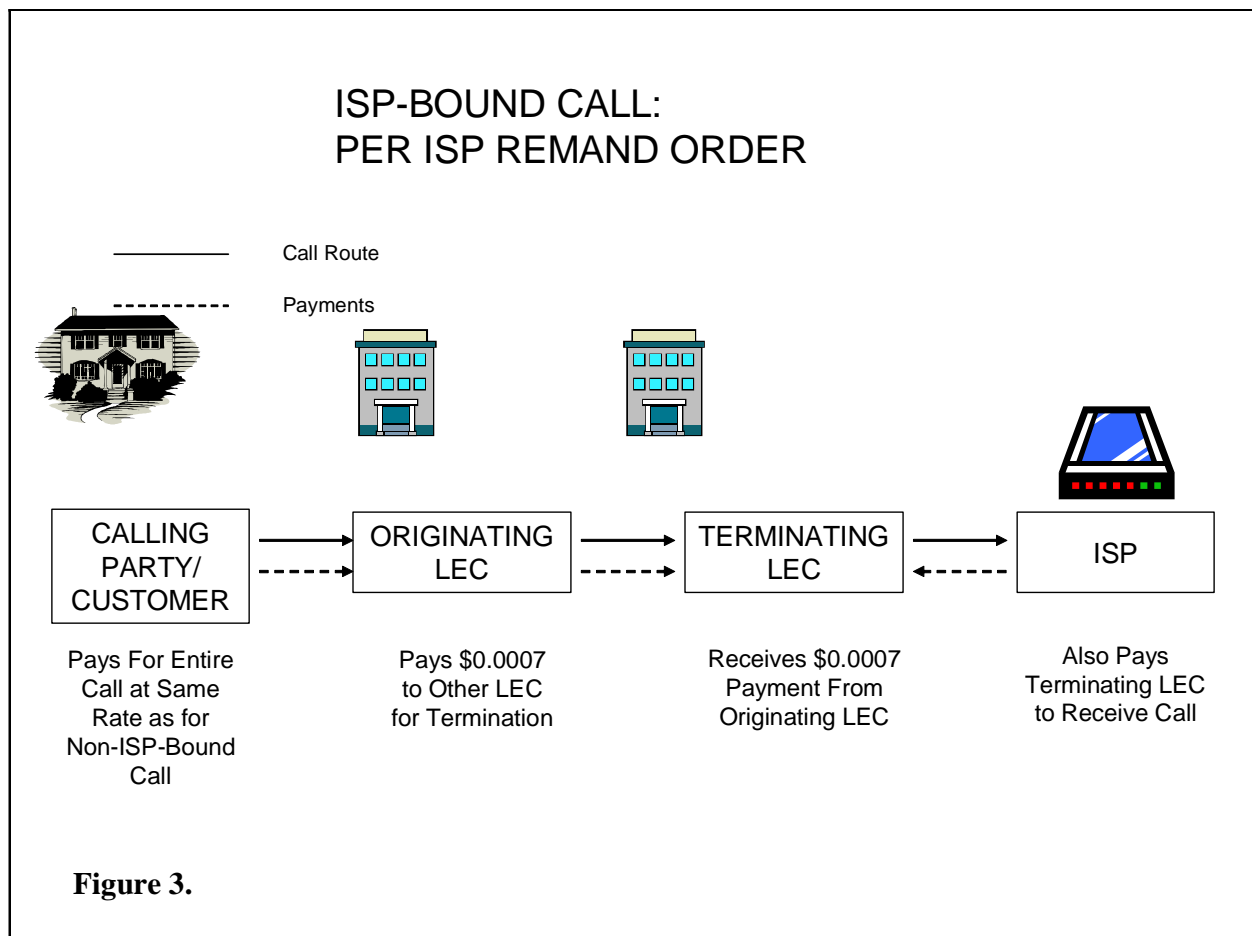 ISP-BOUND CALL:
PER ISP REMAND ORDER
Call Route
Payments
CALLING
PARTY/
CUSTOMER
ORIGINATING
LEC
TERMINATING
LEC
ISP
Pays For Entire
Call at Same
Rate as for
Non-ISP-Bound
Call
Pays $0.0007
to Other LEC
for Termination
Receives $0.0007
Payment From
Originating LEC
Also Pays
Terminating LEC
to Receive Call
Figure 3.